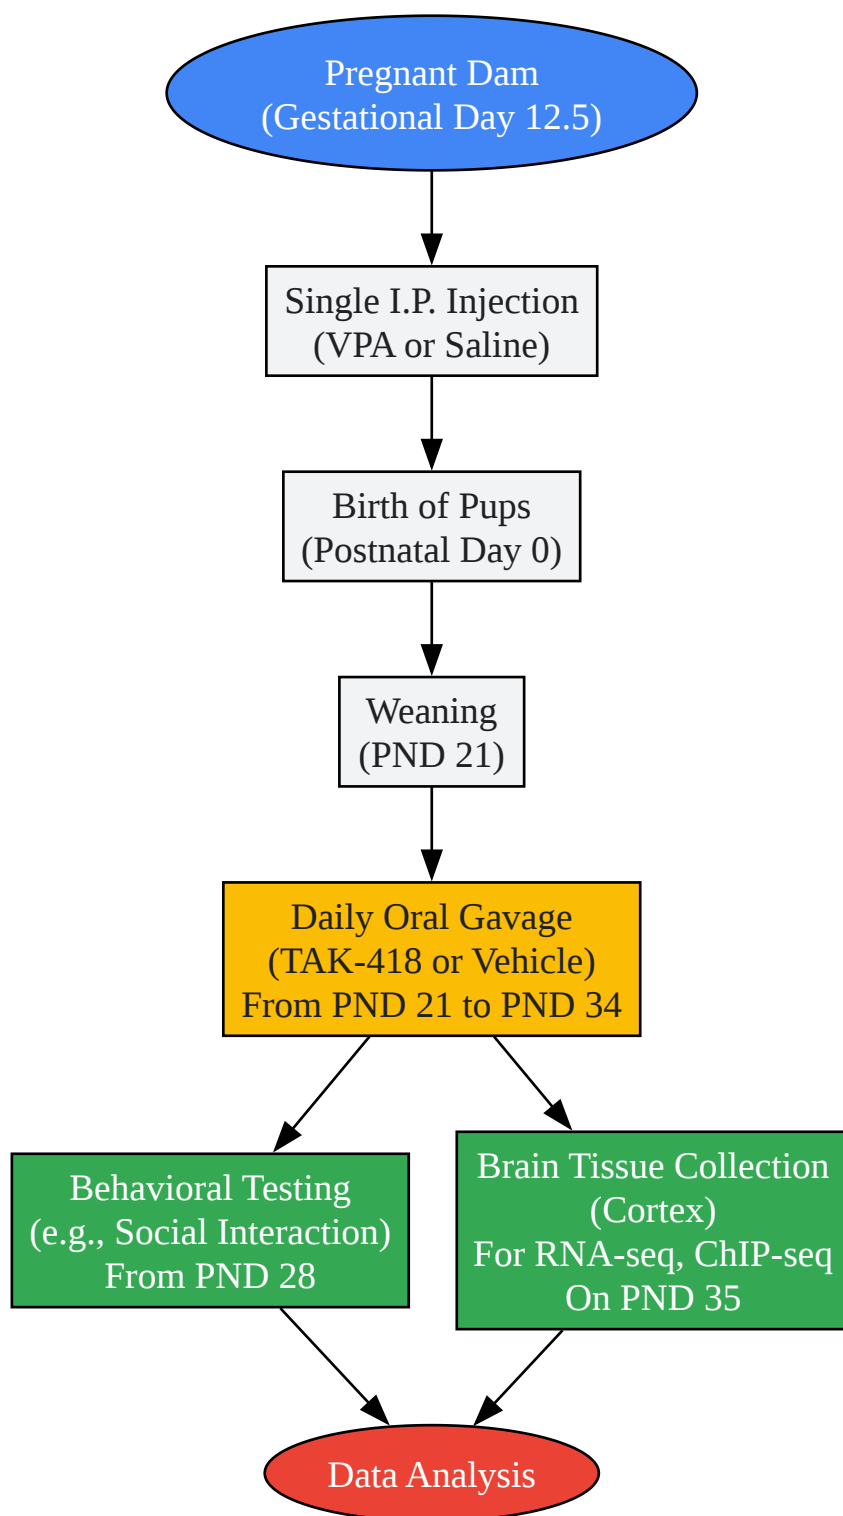 Pregnant Dam
(Gestational Day 12.5)
Single I.P. Injection
(VPA or Saline)
Birth of Pups
(Postnatal Day 0)
Weaning
(PND 21)
Daily Oral Gavage
(TAK-418 or Vehicle)
From PND 21 to PND 34
Behavioral Testing
(e.g., Social Interaction)
From PND 28
Brain Tissue Collection
(Cortex)
For RNA-seq, ChIP-seq
On PND 35
Data Analysis